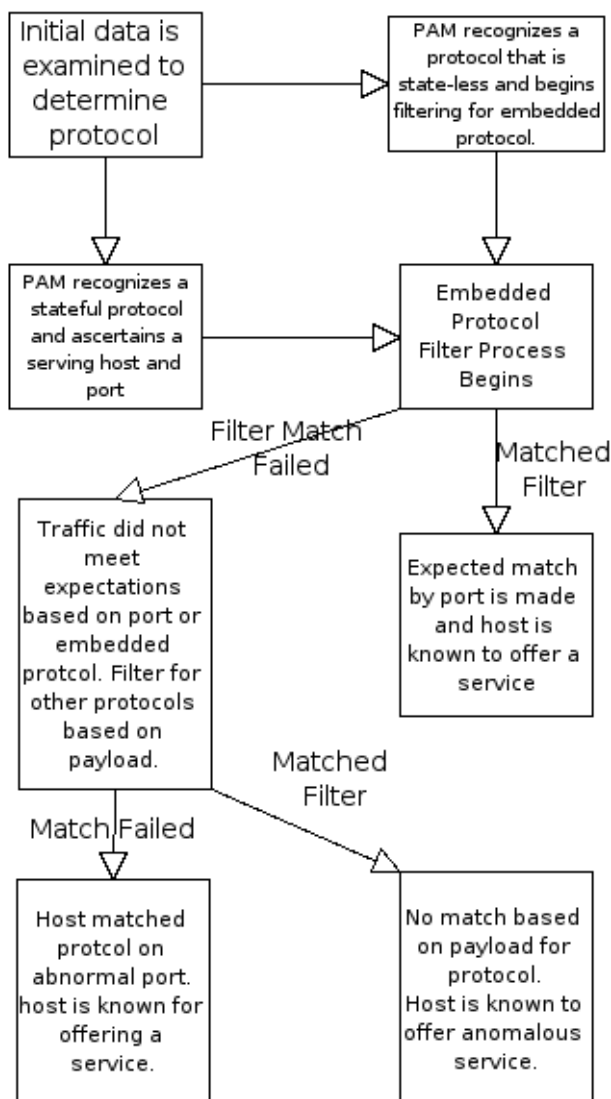 Initial data is
examined to
determine
protocol
PAM recognizes a
protocol that is
state-less and begins
filtering for embedded
protocol.
PAM recognizes a
stateful protocol
and ascertains a
serving host and
port
Embedded
Protocol
Filter Process
Begins
Filter Match
Failed
Matched
Filter
Traffic did not
meet
expectations
based on port or
embedded
protcol. Filter for
other protocols
based on
payload.
Expected match
by port is made
and host is
known to offer a
service
Matched
Filter
Match Failed
Host matched
protcol on
abnormal port.
host is known for
offering a
service.
No match based
on payload for
protocol.
Host is known to
offer anomalous
service.